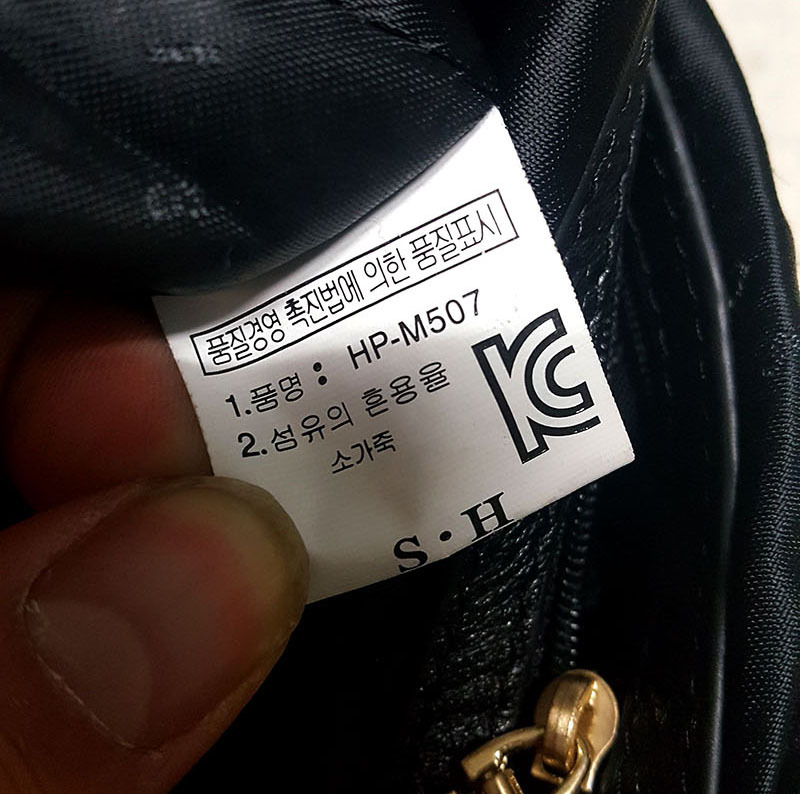 품질경영 촉진법에 의한 품질표시
1.품명 : HP-M507
2.섬유의 혼용율
소가죽
KC
S·H